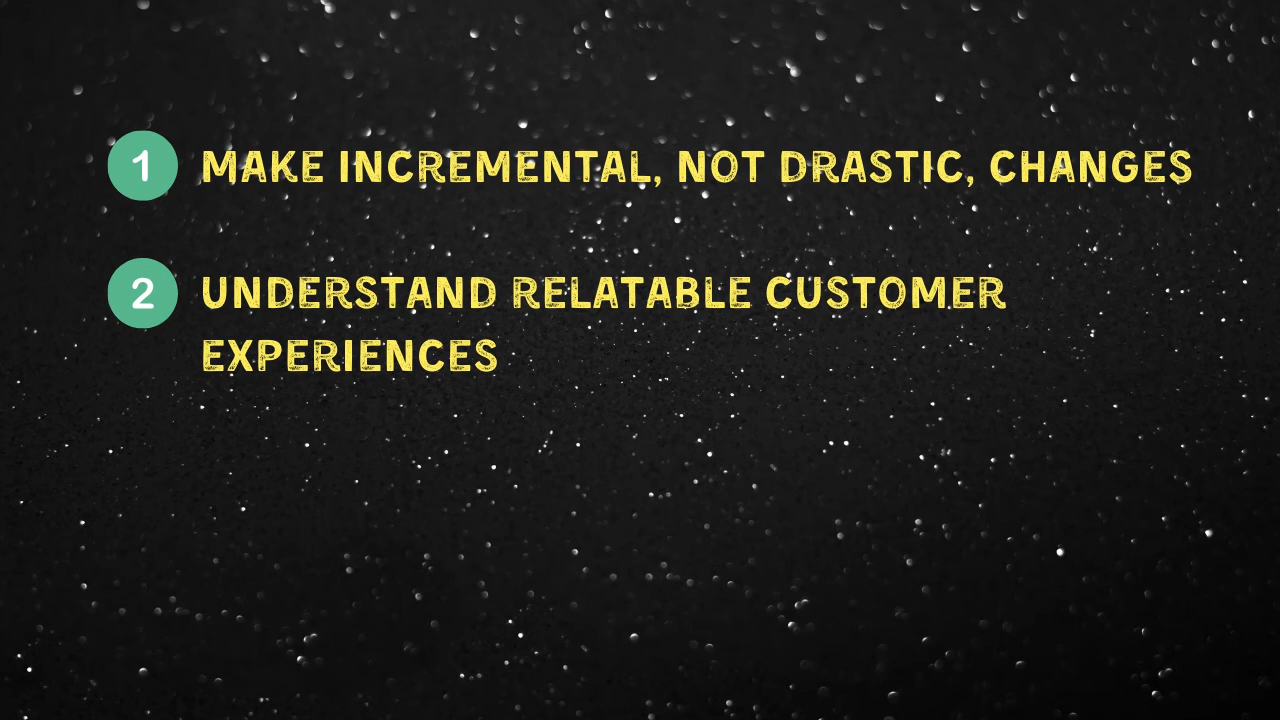 1 MAKE INCREMENTAL, NOT DRASTIC, CHANGES
2 UNDERSTAND RELATABLE CUSTOMER
EXPERIENCES